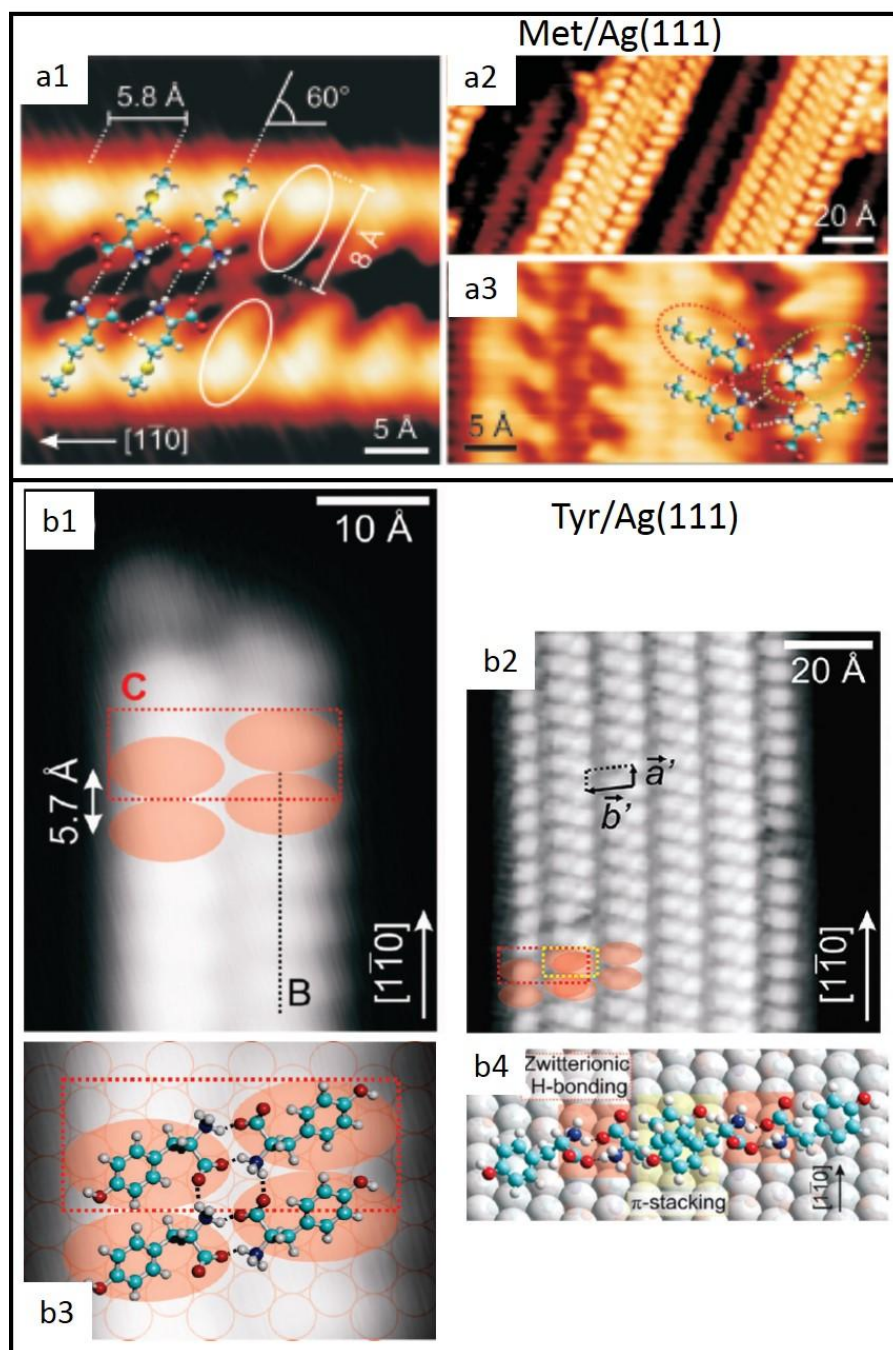 Met/Ag(111)
a1
5.8 Å
60°
8 Å
[11̅0]
5 Å
a2
20 Å
a3
5 Å
b1
10 Å
Tyr/Ag(111)
C
5.7 Å
B
[11̅0]
b2
20 Å
a⃗'
b⃗'
[11̅0]
b3
b4
Zwitterionic
H-bonding
π-stacking
[11̅0]